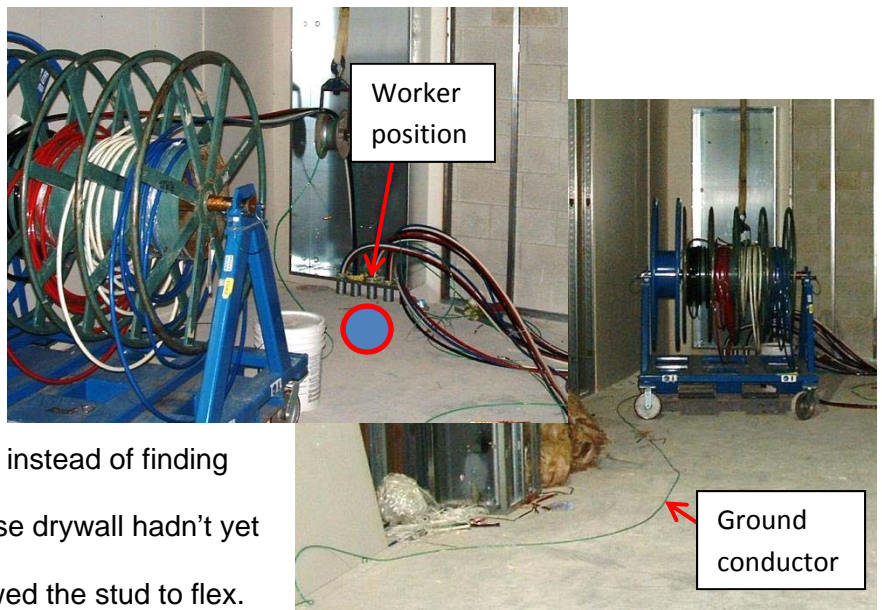 Worker
position
instead of finding
se drywall hadn't yet
wed the stud to flex.
Ground
conductor